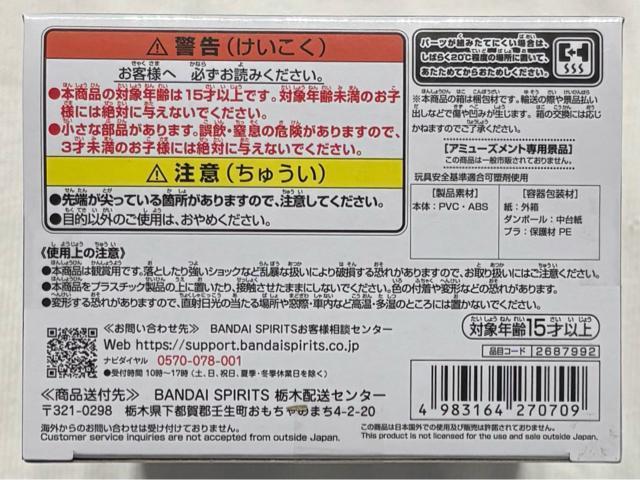 ⚠警告（けいこく）
お客様へ 必ずお読みください。
●本商品の対象年齢は15才以上です。対象年齢未満のお子様には絶対に与えないでください。
●小さな部品があります。誤飲・窒息の危険がありますので、3才未満のお子様には絶対に与えないでください。
⚠注意（ちゅうい）
●先端が尖っている箇所がありますので、注意してください。
●目的以外のご使用は、おやめください。
パーツが組みたてにくい場合は、
しばらく20℃程度の場所に置いて、
あたためてからおためしください。
※本商品の箱は梱包材です。輸送の際や景品払い
出しなどで傷や凹みが生じます。箱の交換には応じ
かねますのでご了承ください。
【アミューズメント専用景品】
この商品は一般市販されておりません。
玩具安全基準適合可塑剤使用
［製品素材］
本体：PVC・ABS
［容器包装材］
紙：外箱
ダンボール：中台紙
プラ：保護材 PE
《使用上の注意》
●本商品は観賞用です。落としたり強いショックなど乱暴な扱いにより破損する恐れがありますので、お取り扱いにはご注意ください。
●本商品をプラスチック製品の上に置いたり、接触させたままにしないでください。色の付着や変形などの恐れがあります。
●変形する恐れがありますので、直射日光の当たる場所や窓際・車内など高温・多湿のところには置かないでください。
≪お問い合わせ先≫ BANDAI SPIRITSお客様相談センター
Web https://support.bandaispirits.co.jp
ナビダイヤル 0570-078-001
●受付時間 10時～17時（土、日、祝日、夏季・冬季休業日を除く）
対象年齢15才以上
品目コード 2687992
≪商品送付先≫ BANDAI SPIRITS 栃木配送センター
〒321-0298 栃木県下都賀郡壬生町おもちゃのまち4-2-20
4 983164 270709
海外からのお問い合わせは受け付けておりません。
Customer service inquiries are not accepted from outside Japan.
この商品は日本国外での使用及び販売は許諾されておりません。
This product is not licensed for the use and sale outside Japan.